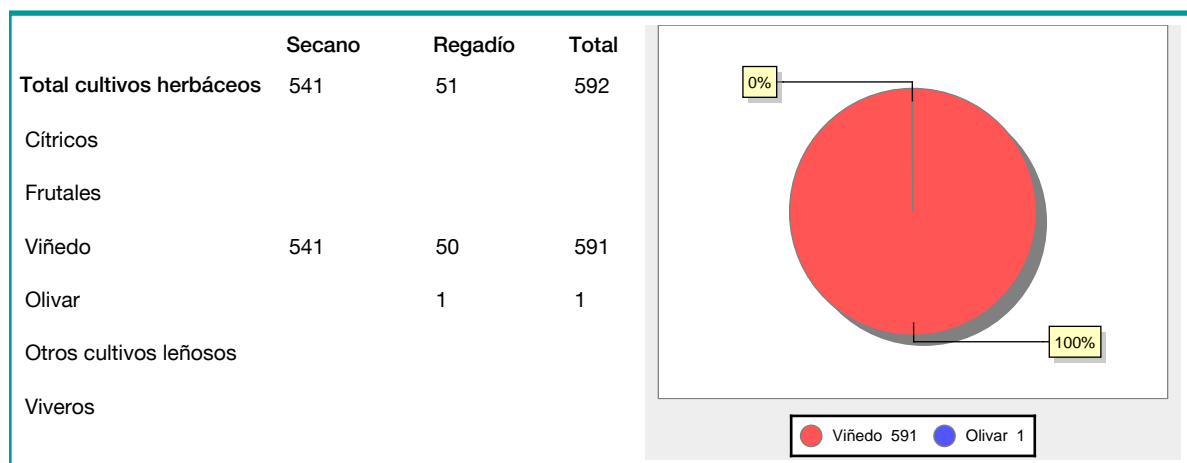 Secano Regadío Total
Total cultivos herbáceos 541 51 592
Cítricos
Frutales
Viñedo 541 50 591
Olivar 1 1
Otros cultivos leñosos
Viveros
0%
100%
Viñedo 591 Olivar 1